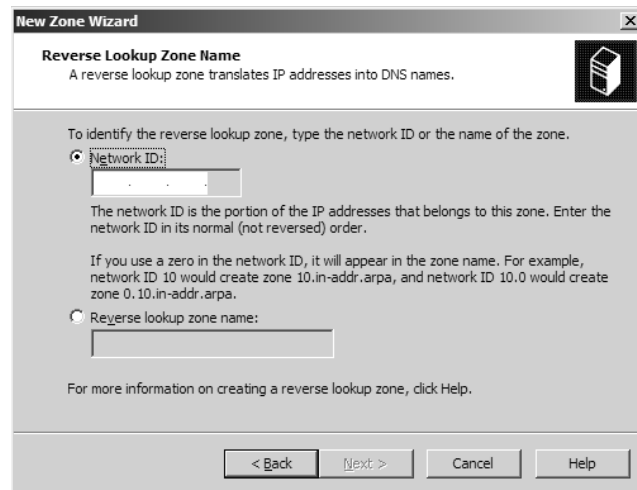 New Zone Wizard
Reverse Lookup Zone Name
A reverse lookup zone translates IP addresses into DNS names.
To identify the reverse lookup zone, type the network ID or the name of the zone.
Network ID:
. . .
The network ID is the portion of the IP addresses that belongs to this zone. Enter the
network ID in its normal (not reversed) order.
If you use a zero in the network ID, it will appear in the zone name. For example,
network ID 10 would create zone 10.in-addr.arpa, and network ID 10.0 would create
zone 0.10.in-addr.arpa.
Reverse lookup zone name:
For more information on creating a reverse lookup zone, click Help.
< Back Next > Cancel Help